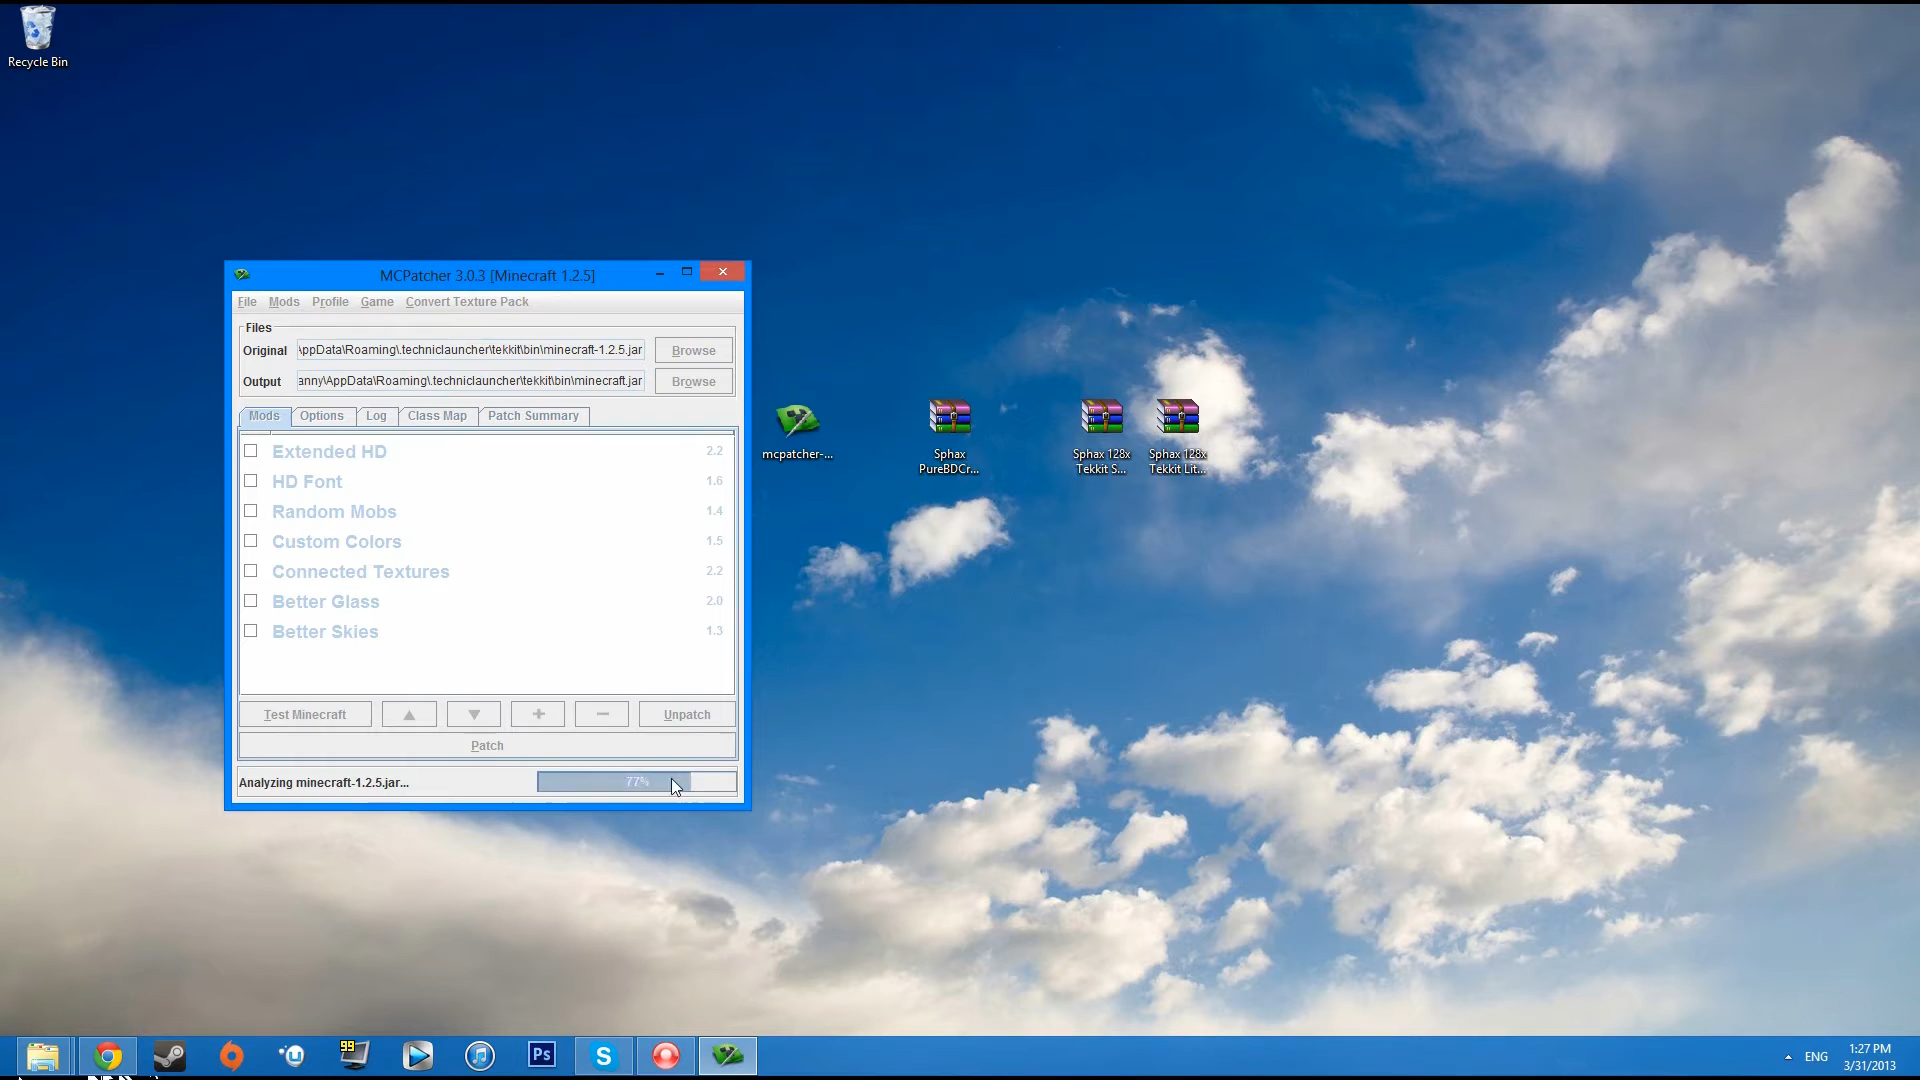 Recycle Bin
MCPatcher 3.0.3 [Minecraft 1.2.5]
File Mods Profile Game Convert Texture Pack
Files
Original \ppData\Roaming\.techniclauncher\tekkit\bin\minecraft-1.2.5.jar Browse
Output anny\AppData\Roaming\.techniclauncher\tekkit\bin\minecraft.jar Browse
Mods Options Log Class Map Patch Summary
Extended HD 2.2
HD Font 1.6
Random Mobs 1.4
Custom Colors 1.5
Connected Textures 2.2
Better Glass 2.0
Better Skies 1.3
Test Minecraft Unpatch
Patch
Analyzing minecraft-1.2.5.jar... 77%
mcpatcher-...
Sphax
PureBDCr...
Sphax 128x
Tekkit S...
Sphax 128x
Tekkit Lit...
99
Ps
ENG
1:27 PM
3/31/2013